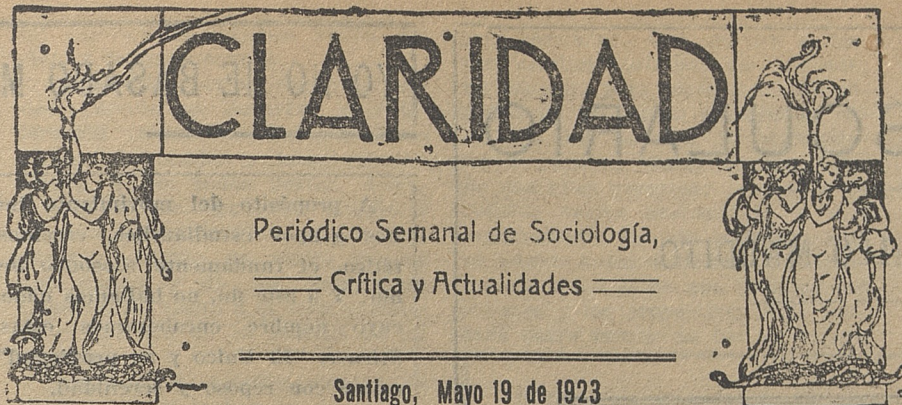 CLARIDAD
Periódico Semanal de Sociología,
Crítica y Actualidades
Santiago, Mayo 19 de 1923